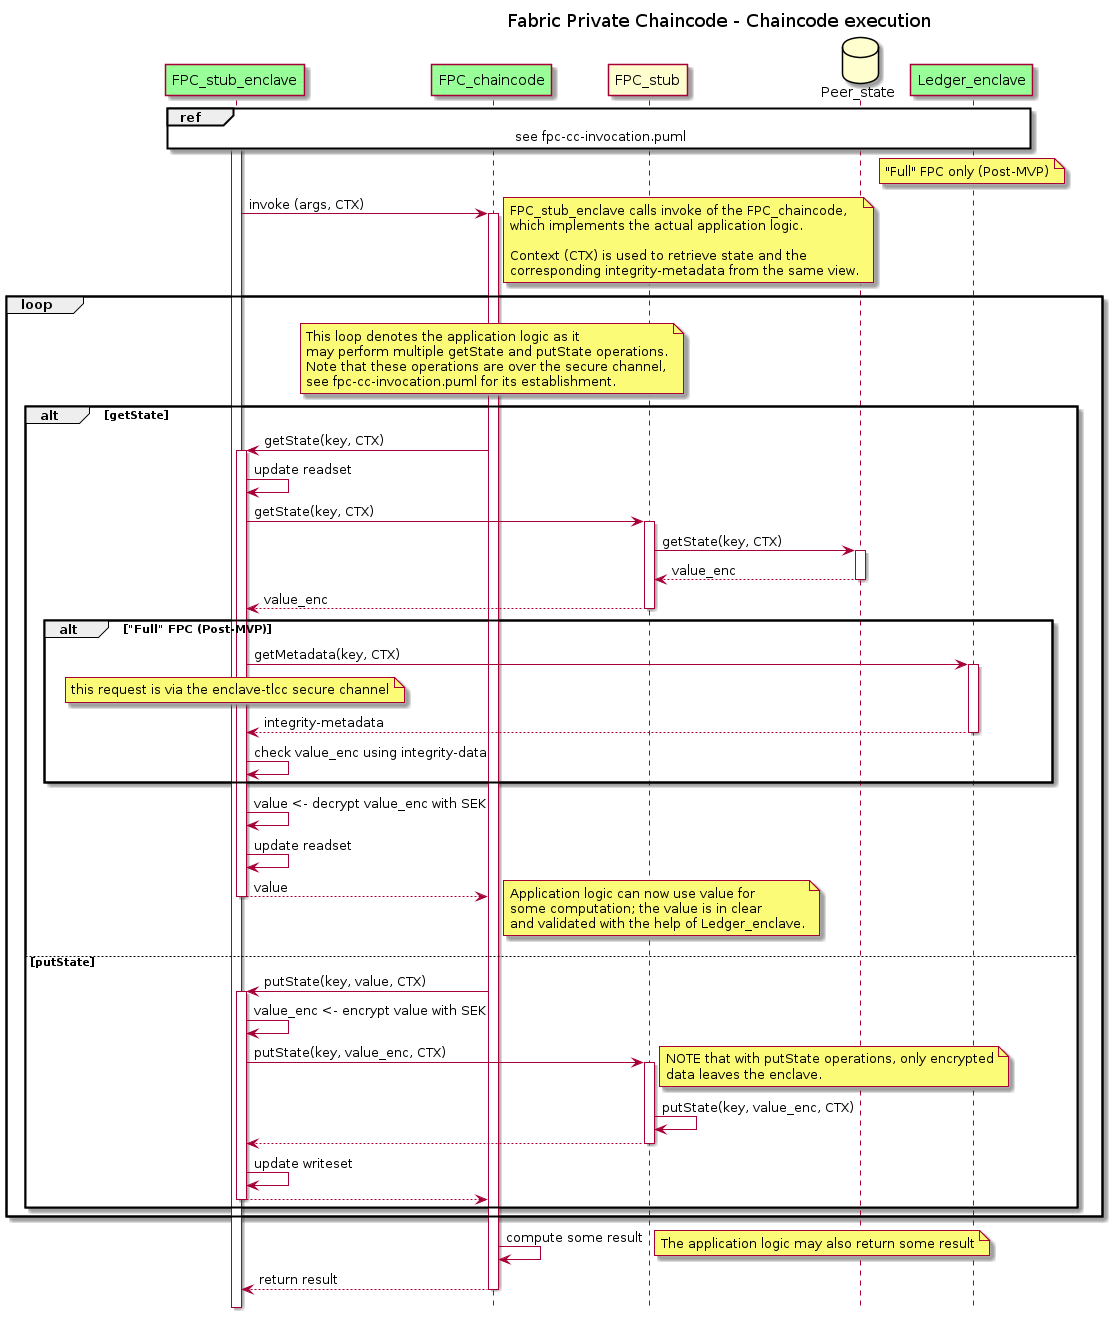 Fabric Private Chaincode - Chaincode execution
FPC_stub_enclave
FPC_chaincode
FPC_stub
Peer_state
Ledger_enclave
ref
see fpc-cc-invocation.puml
"Full" FPC only (Post-MVP)
invoke (args, CTX)
FPC_stub_enclave calls invoke of the FPC_chaincode,
which implements the actual application logic.
Context (CTX) is used to retrieve state and the
corresponding integrity-metadata from the same view.
loop
This loop denotes the application logic as it
may perform multiple getState and putState operations.
Note that these operations are over the secure channel,
see fpc-cc-invocation.puml for its establishment.
alt [getState]
getState(key, CTX)
update readset
getState(key, CTX)
getState(key, CTX)
value_enc
value_enc
alt ["Full" FPC (Post-MVP)]
getMetadata(key, CTX)
this request is via the enclave-tlcc secure channel
integrity-metadata
check value_enc using integrity-data
value <- decrypt value_enc with SEK
update readset
value
Application logic can now use value for
some computation; the value is in clear
and validated with the help of Ledger_enclave.
[putState]
putState(key, value, CTX)
value_enc <- encrypt value with SEK
putState(key, value_enc, CTX)
NOTE that with putState operations, only encrypted
data leaves the enclave.
putState(key, value_enc, CTX)
update writeset
compute some result
The application logic may also return some result
return result